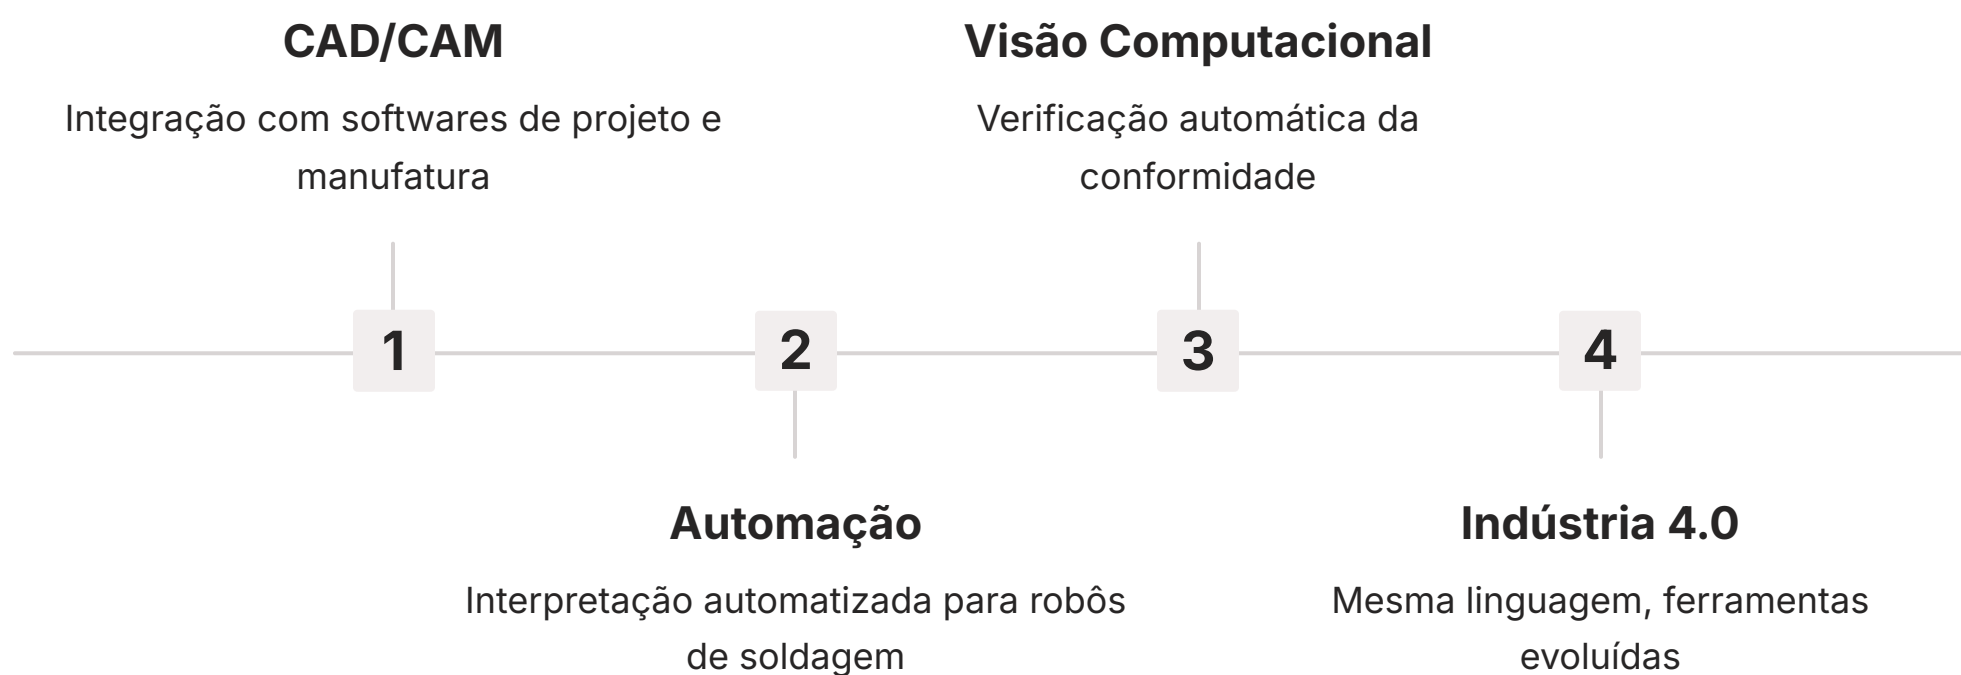 CAD/CAM
Integração com softwares de projeto e
manufatura
1
2
Automação
Interpretação automatizada para robôs
de soldagem
Visão Computacional
Verificação automática da
conformidade
3
4
Indústria 4.0
Mesma linguagem, ferramentas
evoluídas